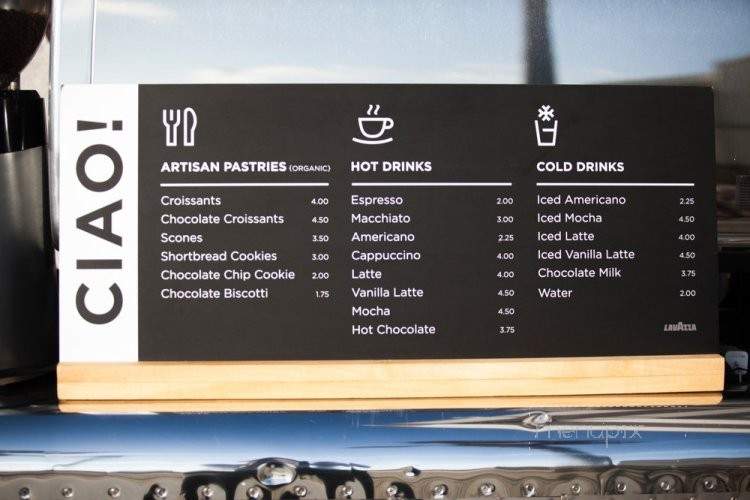 CIAO!
ARTISAN PASTRIES (ORGANIC)
Croissants 4.00
Chocolate Croissants 4.50
Scones 3.50
Shortbread Cookies 3.00
Chocolate Chip Cookie 2.00
Chocolate Biscotti 1.75
HOT DRINKS
Espresso 2.00
Macchiato 3.00
Americano 2.25
Cappuccino 4.00
Latte 4.00
Vanilla Latte 4.50
Mocha 4.50
Hot Chocolate 3.75
COLD DRINKS
Iced Americano 2.25
Iced Mocha 4.50
Iced Latte 4.00
Iced Vanilla Latte 4.50
Chocolate Milk 3.75
Water 2.00
LAVAZZA
menupix